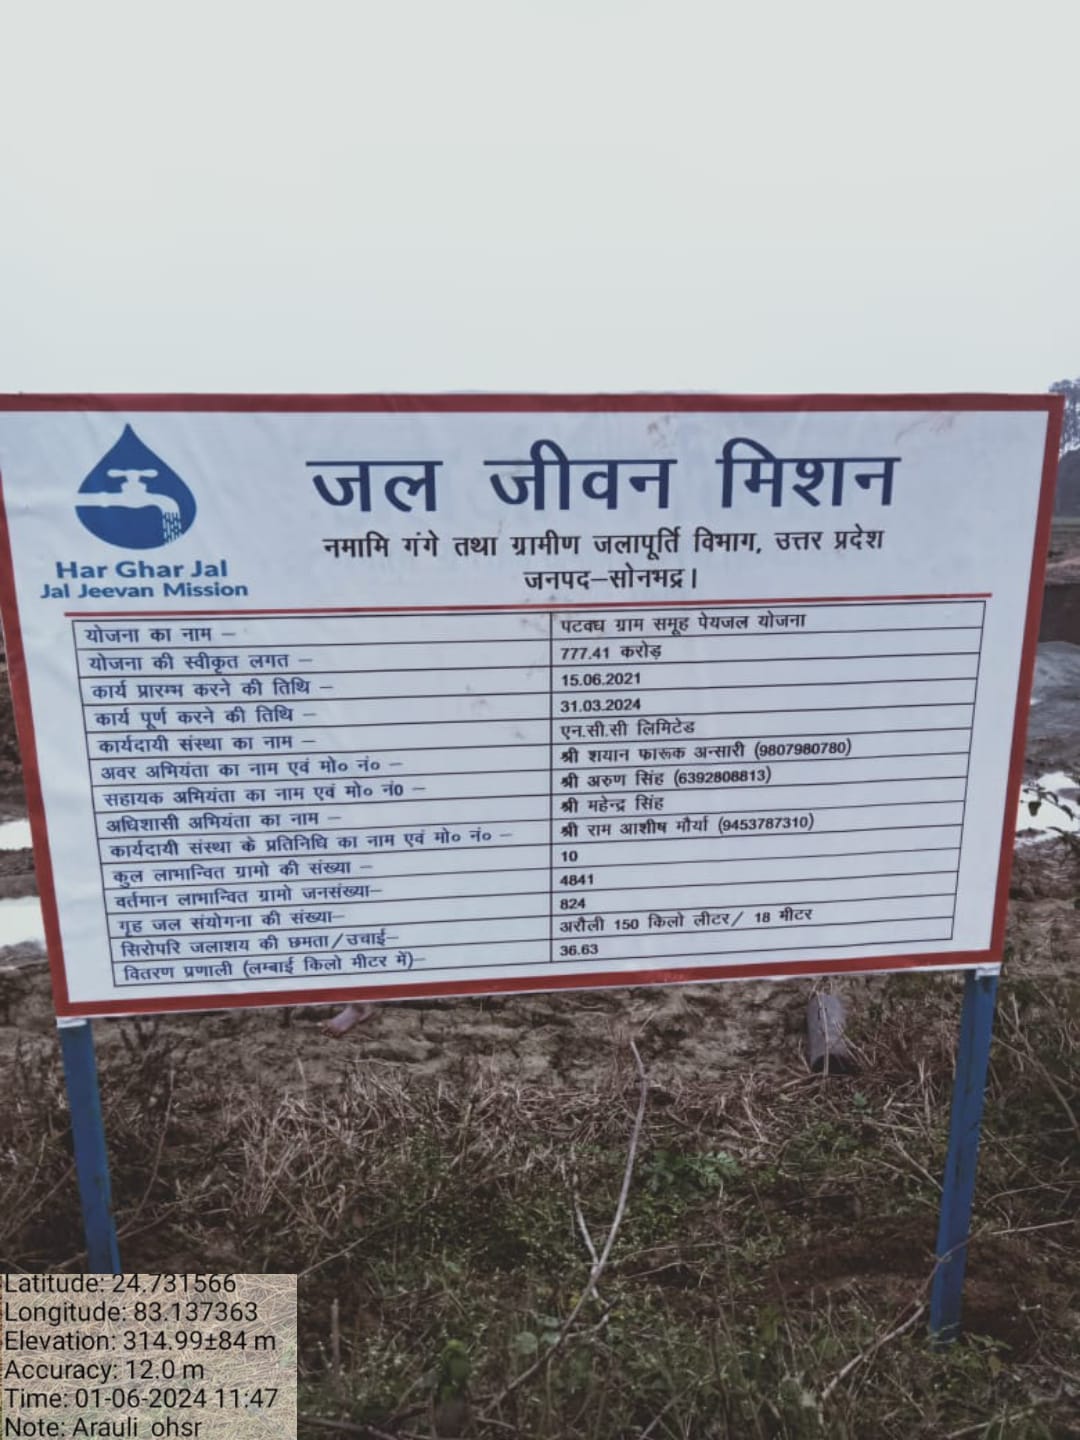 Har Ghar Jal
Jal Jeevan Mission
जल जीवन मिशन
नमामि गंगे तथा ग्रामीण जलापूर्ति विभाग, उत्तर प्रदेश
जनपद–सोनभद्र।
योजना का नाम – पटवध ग्राम समूह पेयजल योजना
योजना की स्वीकृत लगत – 777.41 करोड़
कार्य प्रारम्भ करने की तिथि – 15.06.2021
कार्य पूर्ण करने की तिथि – 31.03.2024
कार्यदायी संस्था का नाम – एन.सी.सी लिमिटेड
अवर अभियंता का नाम एवं मो० नं० – श्री शयान फारूक अन्सारी (9807980780)
सहायक अभियंता का नाम एवं मो० नं0 – श्री अरुण सिंह (6392808813)
अधिशासी अभियंता का नाम – श्री महेन्द्र सिंह
कार्यदायी संस्था के प्रतिनिधि का नाम एवं मो० नं० – श्री राम आशीष मौर्या (9453787310)
कुल लाभान्वित ग्रामो की संख्या – 10
वर्तमान लाभान्वित ग्रामो जनसंख्या– 4841
गृह जल संयोगना की संख्या– 824
सिरोपरि जलाशय की छमता/उचाई– अरौली 150 किलो लीटर/ 18 मीटर
वितरण प्रणाली (लम्बाई किलो मीटर में)– 36.63
Latitude: 24.731566
Longitude: 83.137363
Elevation: 314.99±84 m
Accuracy: 12.0 m
Time: 01-06-2024 11:47
Note: Arauli ohsr